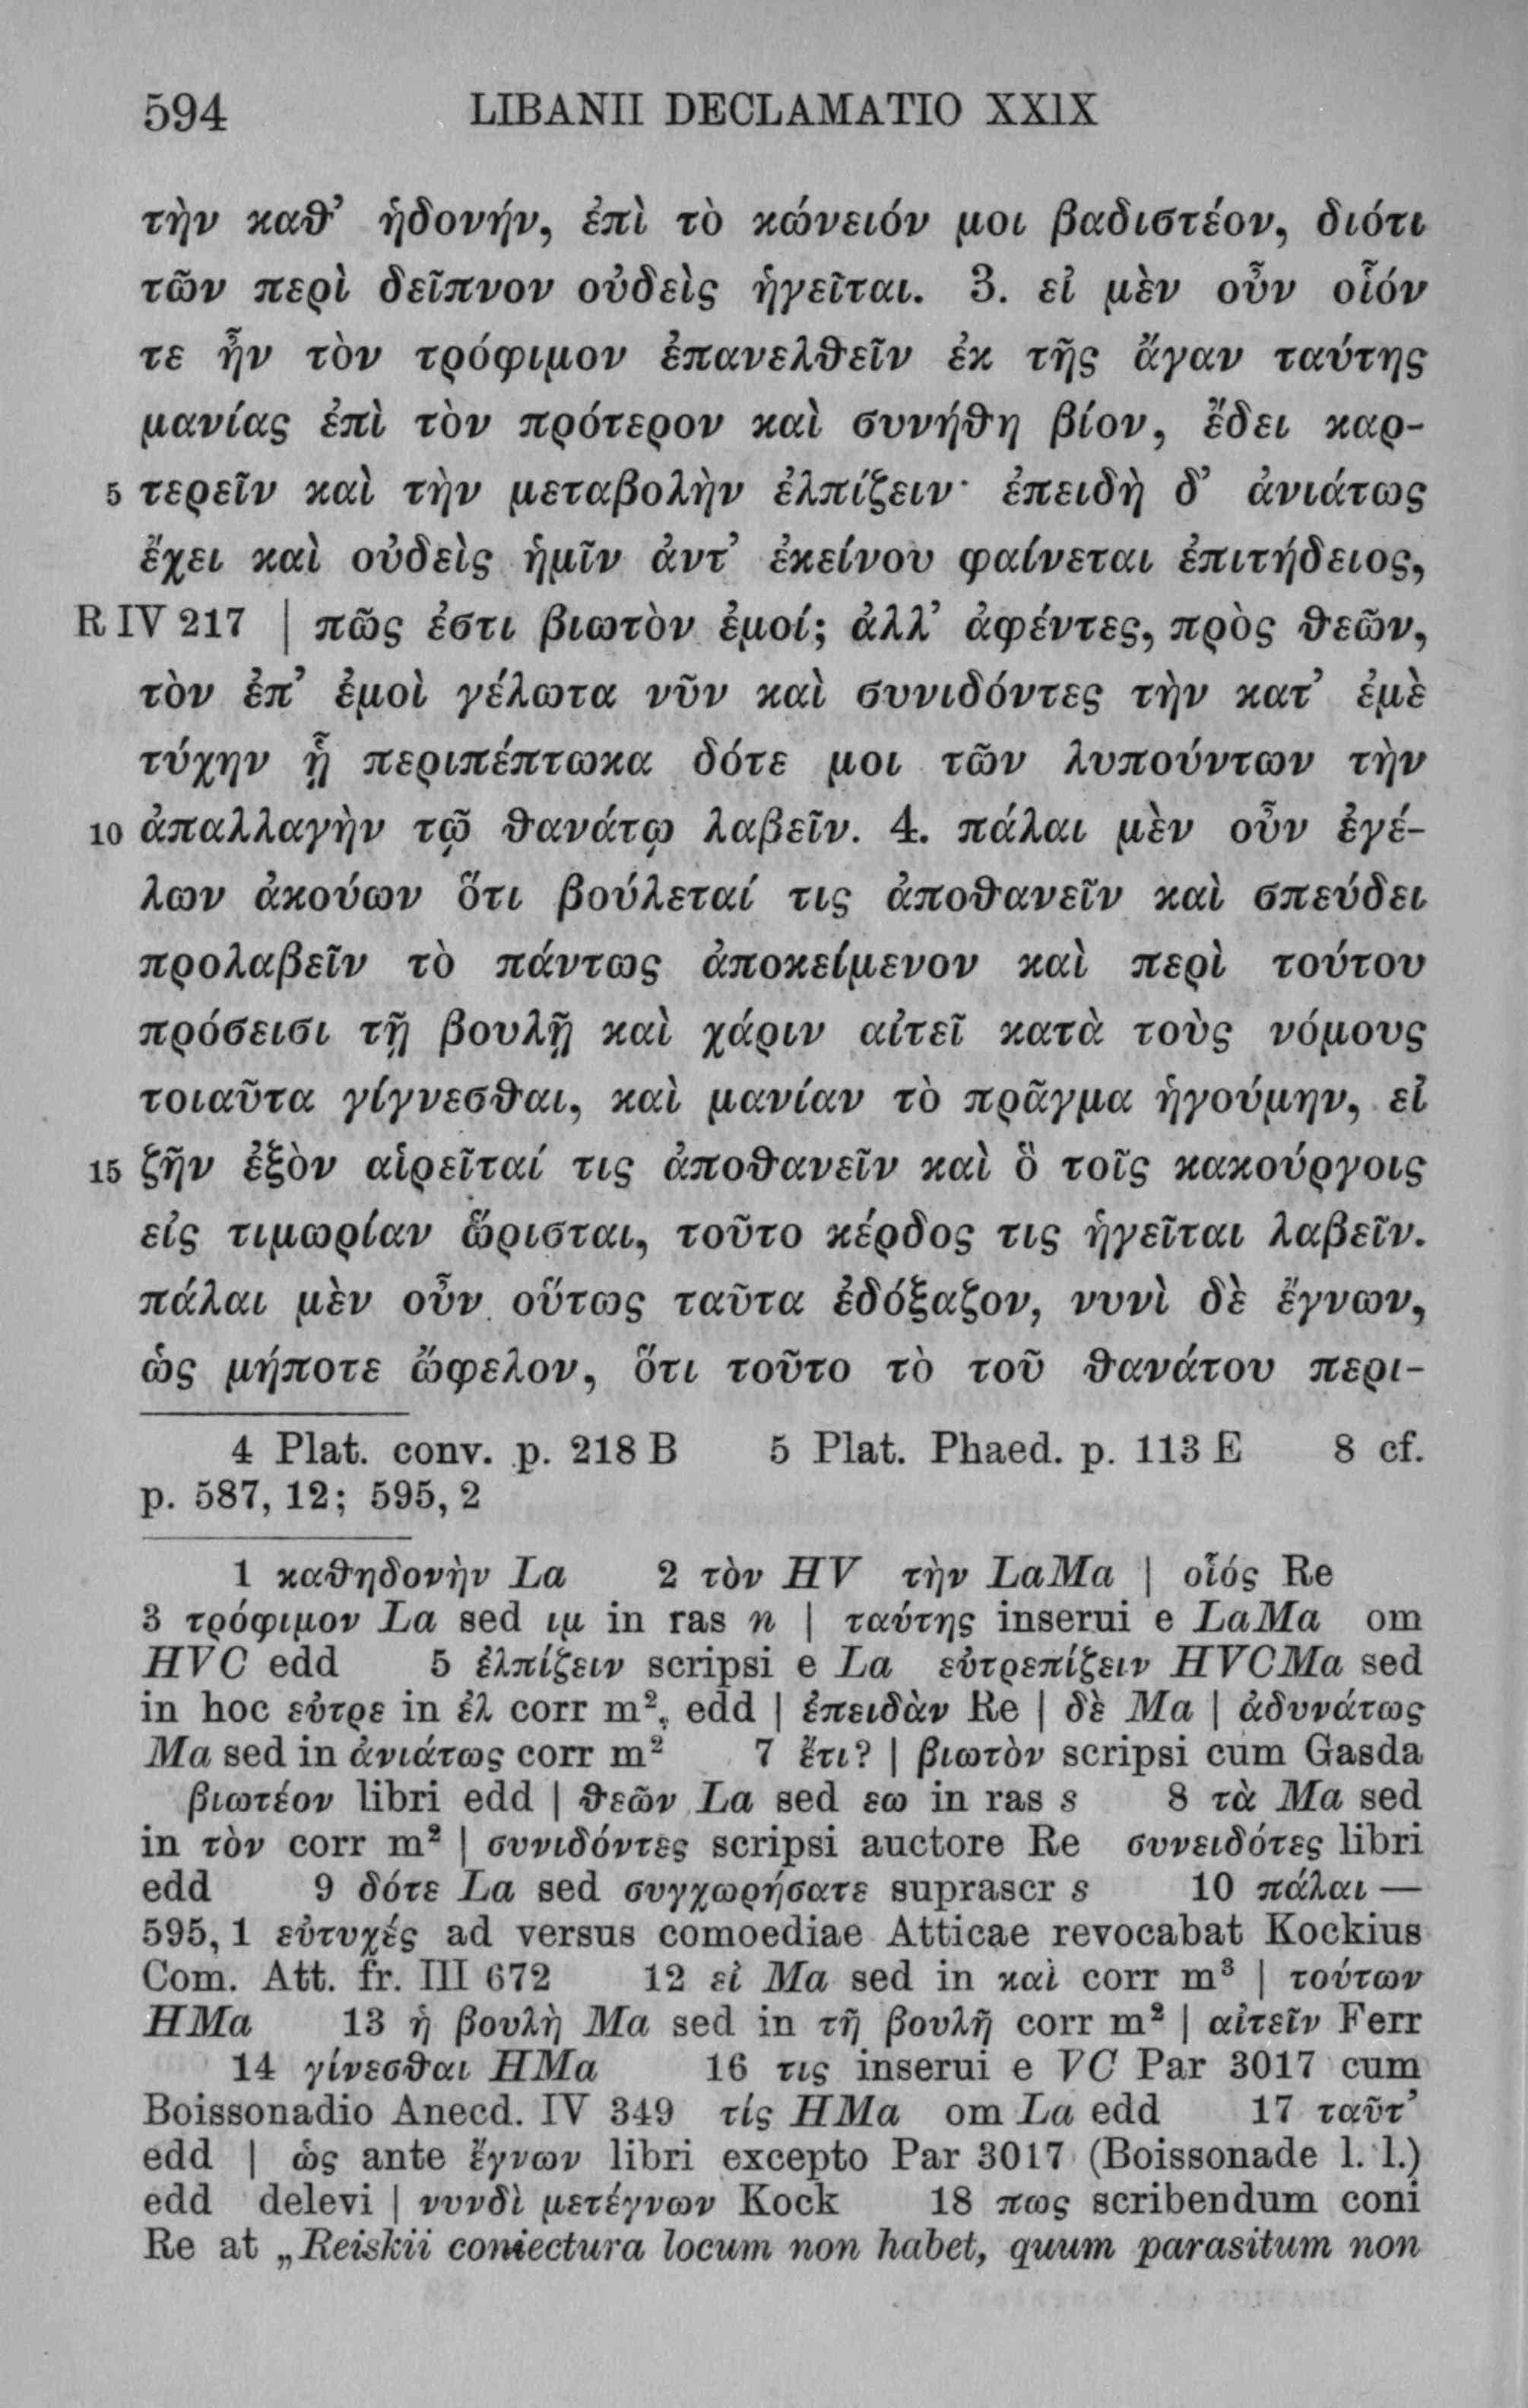 594 LIBANII DECLAMATIO XXIX
τὴν καθ’ ἡδονήν, ἐπὶ τὸ κώνειόν μοι βαδιστέον, διότι
τῶν περὶ δεῖπνον οὐδεὶς ἡγεῖται. 3. εἰ μὲν οὖν οἷόν
τε ἦν τὸν τρόφιμον ἐπανελθεῖν ἐκ τῆς ἄγαν ταύτης
μανίας ἐπὶ τὸν πρότερον καὶ συνήθη βίον, ἔδει καρ-
5 τερεῖν καὶ τὴν μεταβολὴν ἐλπίζειν· ἐπειδὴ δ’ ἀνιάτως
ἔχει καὶ οὐδεὶς ἡμῖν ἀντ’ ἐκείνου φαίνεται ἐπιτήδειος,
R IV 217 | πῶς ἐστι βιωτὸν ἐμοί; ἀλλ’ ἀφέντες, πρὸς θεῶν,
τὸν ἐπ’ ἐμοὶ γέλωτα νῦν καὶ συνιδόντες τὴν κατ’ ἐμὲ
τύχην ᾗ περιπέπτωκα δότε μοι τῶν λυπούντων τὴν
10 ἀπαλλαγὴν τῷ θανάτῳ λαβεῖν. 4. πάλαι μὲν οὖν ἐγέ-
λων ἀκούων ὅτι βούλεταί τις ἀποθανεῖν καὶ σπεύδει
προλαβεῖν τὸ πάντως ἀποκείμενον καὶ περὶ τούτου
πρόσεισι τῇ βουλῇ καὶ χάριν αἰτεῖ κατὰ τοὺς νόμους
τοιαῦτα γίγνεσθαι, καὶ μανίαν τὸ πρᾶγμα ἡγούμην, εἰ
15 ζῆν ἐξὸν αἱρεῖταί τις ἀποθανεῖν καὶ ὃ τοῖς κακούργοις
εἰς τιμωρίαν ὥρισται, τοῦτο κέρδος τις ἡγεῖται λαβεῖν.
πάλαι μὲν οὖν οὕτως ταῦτα ἐδόξαζον, νυνὶ δὲ ἔγνων,
ὡς μήποτε ὤφελον, ὅτι τοῦτο τὸ τοῦ θανάτου περι-
4 Plat. conv. p. 218 B 5 Plat. Phaed. p. 113 E 8 cf.
p. 587, 12; 595, 2
1 καθηδονὴν La 2 τὸν HV τὴν LaMa | οἷός Re
3 τρόφιμον La sed ιμ in ras n | ταύτης inserui e LaMa om
HVC edd 5 ἐλπίζειν scripsi e La εὐτρεπίζειν HVCMa sed
in hoc εὐτρε in ἐλ corr m², edd | ἐπειδὰν Re | δὲ Ma | ἀδυνάτως
Ma sed in ἀνιάτως corr m² 7 ἔτι? | βιωτὸν scripsi cum Gasda
βιωτέον libri edd | θεῶν La sed εω in ras s 8 τὰ Ma sed
in τὸν corr m² | συνιδόντες scripsi auctore Re συνειδότες libri
edd 9 δότε La sed συγχωρήσατε suprascr s 10 πάλαι —
595, 1 εὐτυχές ad versus comoediae Atticae revocabat Kockius
Com. Att. fr. III 672 12 εἰ Ma sed in καὶ corr m³ | τούτων
HMa 13 ἡ βουλὴ Ma sed in τῇ βουλῇ corr m² | αἰτεῖν Ferr
14 γίνεσθαι HMa 16 τις inserui e VC Par 3017 cum
Boissonadio Anecd. IV 349 τίς HMa om La edd 17 ταῦτ’
edd | ὡς ante ἔγνων libri excepto Par 3017 (Boissonade l. l.)
edd delevi | νυνδὶ μετέγνων Kock 18 πως scribendum coni
Re at „Reiskii coniectura locum non habet, quum parasitum non